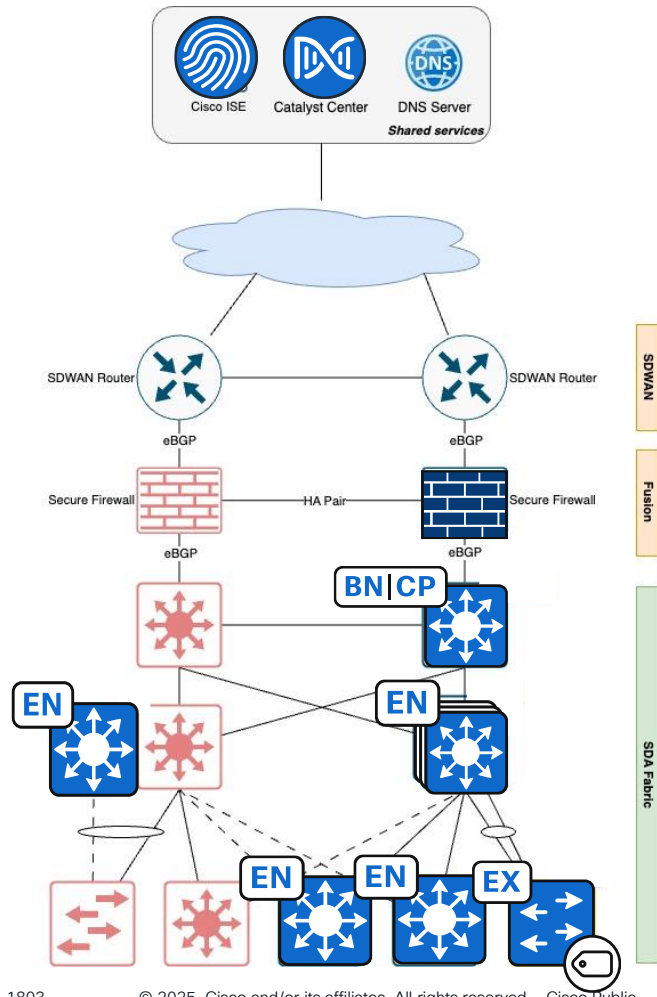 DNS
Cisco ISE
Catalyst Center
DNS Server
Shared services
SDWAN Router
SDWAN Router
SDWAN
eBGP
eBGP
Secure Firewall
HA Pair
Secure Firewall
Fusion
eBGP
eBGP
BN|CP
EN
EN
SDA Fabric
EN
EN
EX
1803
© 2025 Cisco and/or its affiliates. All rights reserved. Cisco Public